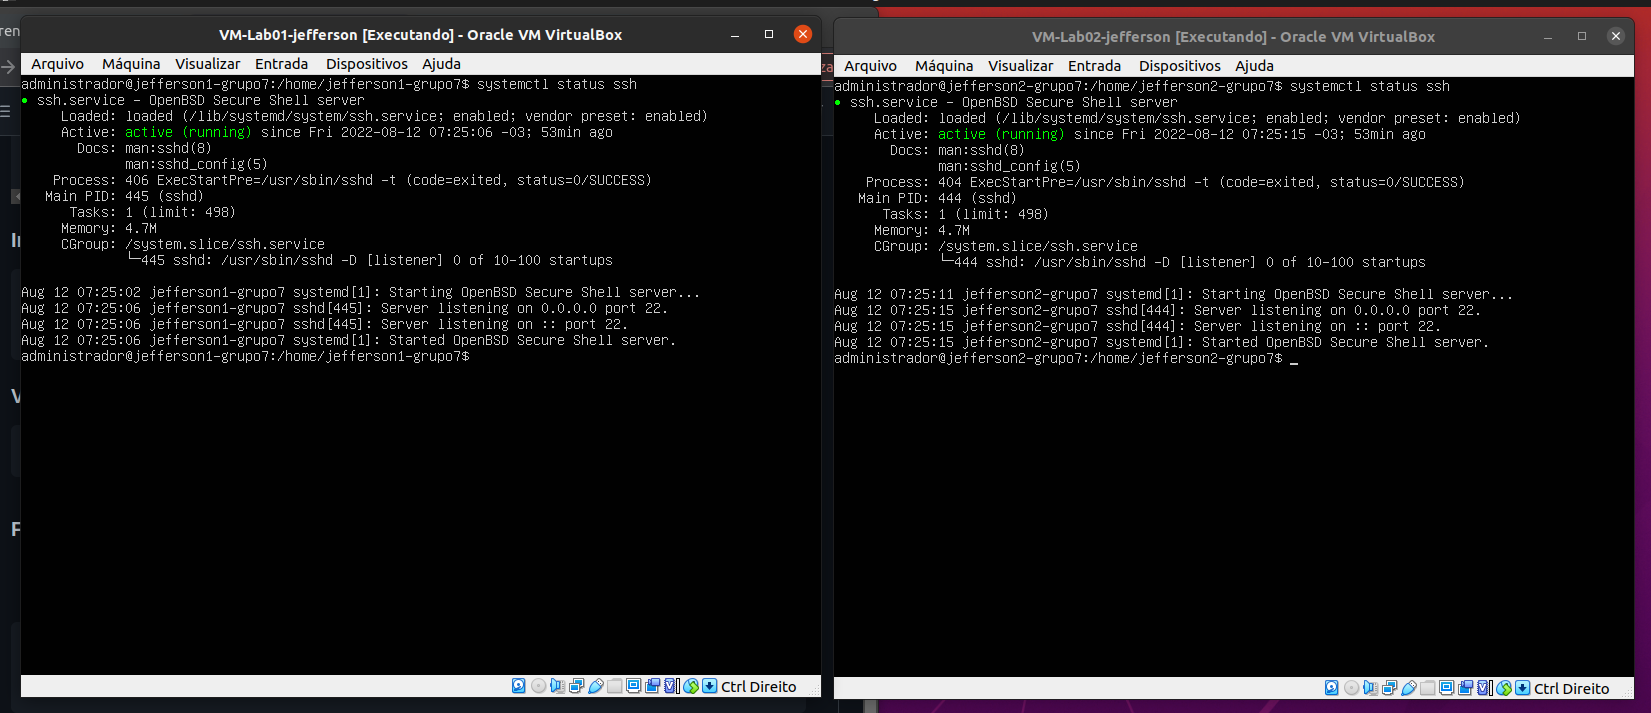 VM-Lab01-jefferson [Executando] - Oracle VM VirtualBox
Arquivo Máquina Visualizar Entrada Dispositivos Ajuda
administrador@jefferson1-grupo7:/home/jefferson1-grupo7$ systemctl status ssh
● ssh.service - OpenBSD Secure Shell server
Loaded: loaded (/lib/systemd/system/ssh.service; enabled; vendor preset: enabled)
Active: active (running) since Fri 2022-08-12 07:25:06 -03; 53min ago
Docs: man:sshd(8)
man:sshd_config(5)
Process: 406 ExecStartPre=/usr/sbin/sshd -t (code=exited, status=0/SUCCESS)
Main PID: 445 (sshd)
Tasks: 1 (limit: 498)
Memory: 4.7M
CGroup: /system.slice/ssh.service
└─445 sshd: /usr/sbin/sshd -D [listener] 0 of 10-100 startups
Aug 12 07:25:02 jefferson1-grupo7 systemd[1]: Starting OpenBSD Secure Shell server...
Aug 12 07:25:06 jefferson1-grupo7 sshd[445]: Server listening on 0.0.0.0 port 22.
Aug 12 07:25:06 jefferson1-grupo7 sshd[445]: Server listening on :: port 22.
Aug 12 07:25:06 jefferson1-grupo7 systemd[1]: Started OpenBSD Secure Shell server.
administrador@jefferson1-grupo7:/home/jefferson1-grupo7$
Ctrl Direito
VM-Lab02-jefferson [Executando] - Oracle VM VirtualBox
Arquivo Máquina Visualizar Entrada Dispositivos Ajuda
administrador@jefferson2-grupo7:/home/jefferson2-grupo7$ systemctl status ssh
● ssh.service - OpenBSD Secure Shell server
Loaded: loaded (/lib/systemd/system/ssh.service; enabled; vendor preset: enabled)
Active: active (running) since Fri 2022-08-12 07:25:15 -03; 53min ago
Docs: man:sshd(8)
man:sshd_config(5)
Process: 404 ExecStartPre=/usr/sbin/sshd -t (code=exited, status=0/SUCCESS)
Main PID: 444 (sshd)
Tasks: 1 (limit: 498)
Memory: 4.7M
CGroup: /system.slice/ssh.service
└─444 sshd: /usr/sbin/sshd -D [listener] 0 of 10-100 startups
Aug 12 07:25:11 jefferson2-grupo7 systemd[1]: Starting OpenBSD Secure Shell server...
Aug 12 07:25:15 jefferson2-grupo7 sshd[444]: Server listening on 0.0.0.0 port 22.
Aug 12 07:25:15 jefferson2-grupo7 sshd[444]: Server listening on :: port 22.
Aug 12 07:25:15 jefferson2-grupo7 systemd[1]: Started OpenBSD Secure Shell server.
administrador@jefferson2-grupo7:/home/jefferson2-grupo7$ _
Ctrl Direito